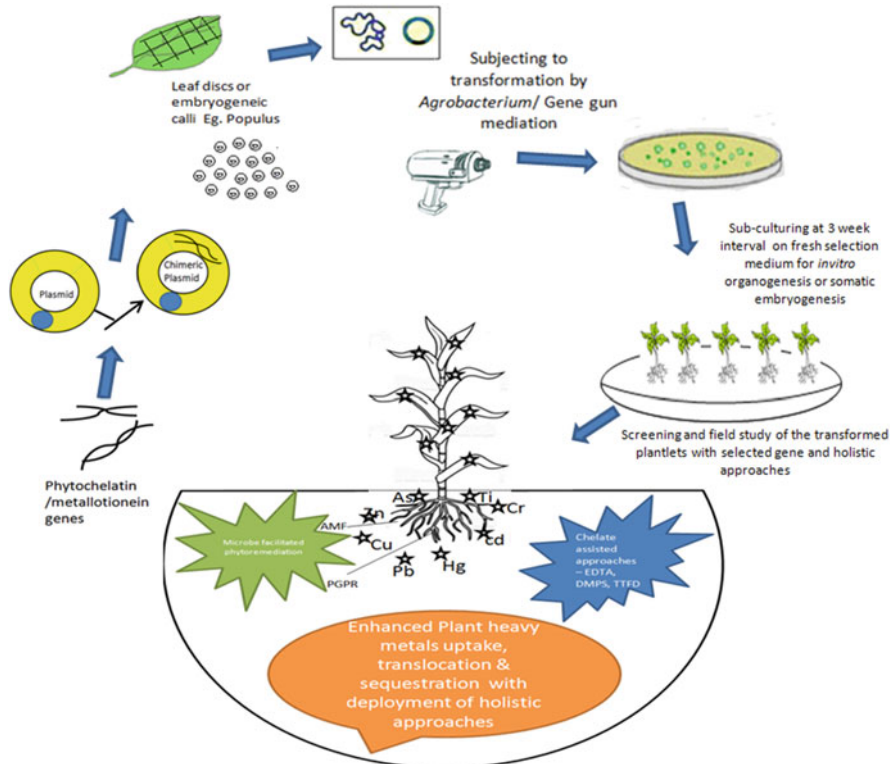 Phytochelatin
/metallotionein
genes
Plasmid
Chimeric
Plasmid
Leaf discs or
embryogeneic
calli Eg. Populus
Subjecting to
transformation by
Agrobacterium/ Gene gun
mediation
Sub-culturing at 3 week
interval on fresh selection
medium for invitro
organogenesis or somatic
embryogenesis
Screening and field study of the transformed
plantlets with selected gene and holistic
approaches
As
Ti
Zn
Cr
AMF
Cu
Cd
PGPR
Pb
Hg
Microbe facilitated
phytoremediation
Chelate
assisted
approaches
– EDTA,
DMPS, TTFD
Enhanced Plant heavy
metals uptake,
translocation &
sequestration with
deployment of holistic
approaches